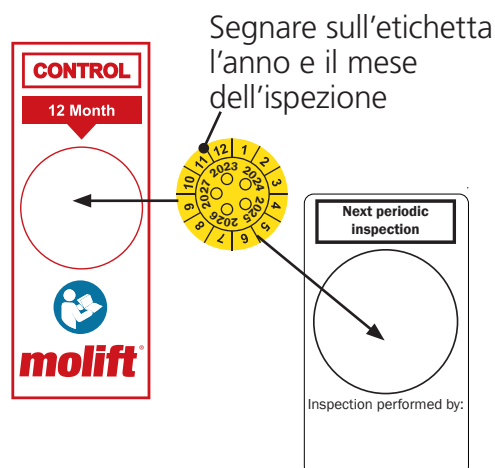 Segnare sull'etichetta
l'anno e il mese
dell'ispezione
CONTROL
12 Month
1 2 3 4 5 6 7 8 9 10 11 12
2023 2024 2025 2026 2027
molift®
Next periodic
inspection
Inspection performed by: